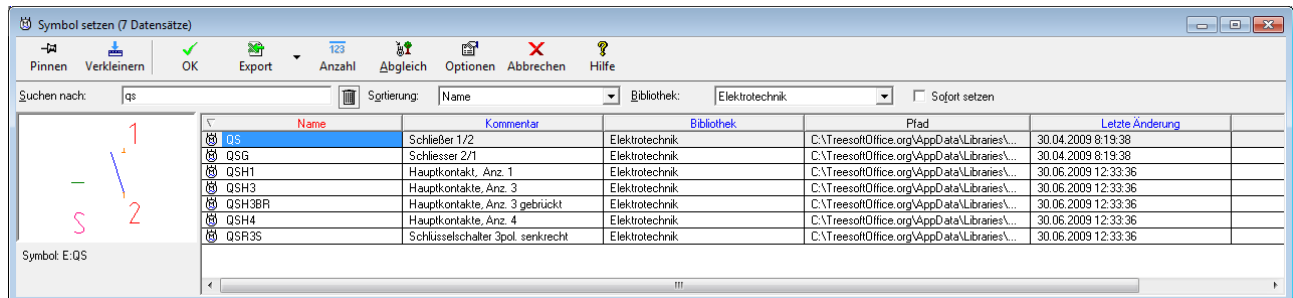 Symbol setzen (7 Datensätze)
Pinnen Verkleinern OK Export 123 Anzahl Abgleich Optionen Abbrechen Hilfe
Suchen nach: qs Sortierung: Name Bibliothek: Elektrotechnik Sofort setzen
Name Kommentar Bibliothek Pfad Letzte Änderung
QS Schließer 1/2 Elektrotechnik C:\TreesoftOffice.org\AppData\Libraries\... 30.04.2009 8:19:38
QSG Schliesser 2/1 Elektrotechnik C:\TreesoftOffice.org\AppData\Libraries\... 30.04.2009 8:19:38
QSH1 Hauptkontakt, Anz. 1 Elektrotechnik C:\TreesoftOffice.org\AppData\Libraries\... 30.06.2009 12:33:36
QSH3 Hauptkontakte, Anz. 3 Elektrotechnik C:\TreesoftOffice.org\AppData\Libraries\... 30.06.2009 12:33:36
QSH3BR Hauptkontakte, Anz. 3 gebrückt Elektrotechnik C:\TreesoftOffice.org\AppData\Libraries\... 30.06.2009 12:33:36
QSH4 Hauptkontakte, Anz. 4 Elektrotechnik C:\TreesoftOffice.org\AppData\Libraries\... 30.06.2009 12:33:36
QSR3S Schlüsselschalter 3pol. senkrecht Elektrotechnik C:\TreesoftOffice.org\AppData\Libraries\... 30.06.2009 12:33:36
1
S 2
Symbol: E:QS